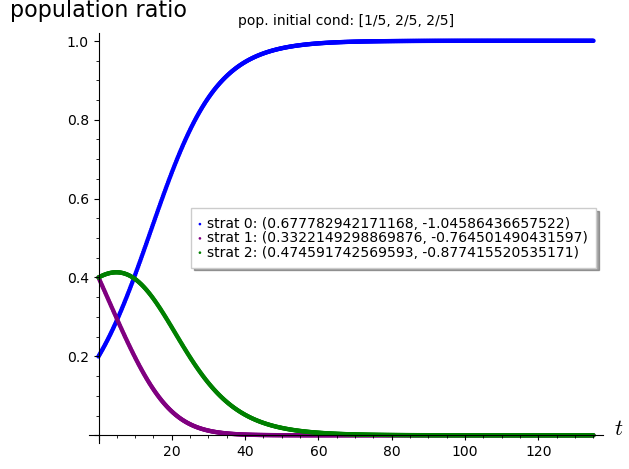 population ratio
pop. initial cond: [1/5, 2/5, 2/5]
1.0
0.8
0.6
strat 0: (0.677782942171168, -1.04586436657522)
strat 1: (0.3322149298869876, -0.764501490431597)
strat 2: (0.474591742569593, -0.877415520535171)
0.4
0.2
t
20 40 60 80 100 120